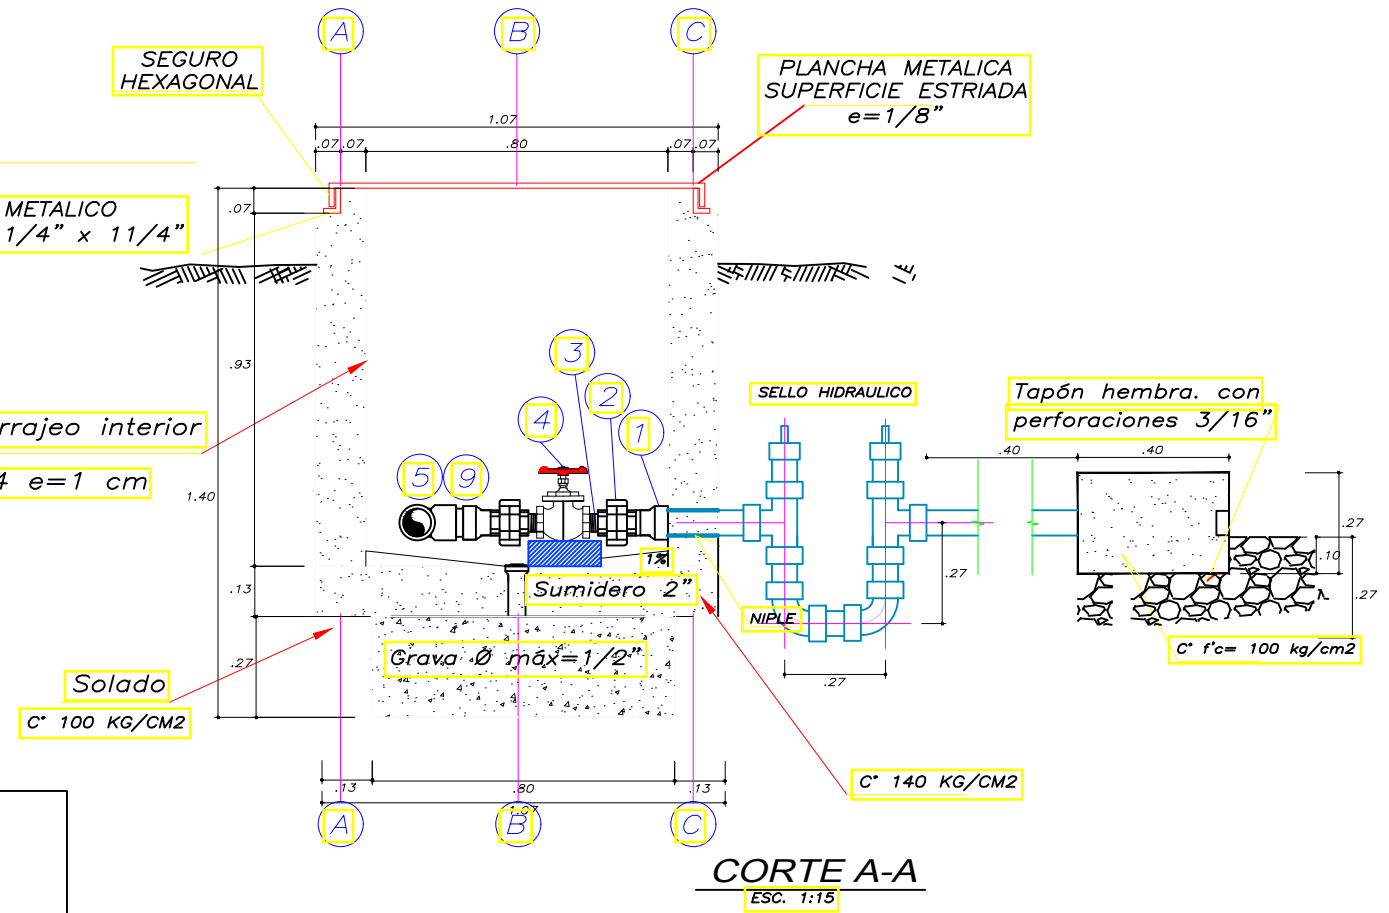 A B C
SEGURO
HEXAGONAL
PLANCHA METALICA
SUPERFICIE ESTRIADA
e=1/8"
1.07
.07 .07 .80 .07 .07
METALICO
1/4" x 11/4"
.07
.93
3
2
4
1
SELLO HIDRAULICO
Tapón hembra. con
perforaciones 3/16"
rrajeo interior
4 e=1 cm
5 9
.40 .40
1.40
.27
.10
1%
.27
.13
Sumidero 2"
.27
NIPLE
Grava Ø máx=1/2"
C° f'c= 100 kg/cm2
.27
Solado
.27
C° 100 KG/CM2
C° 140 KG/CM2
.13 .80 .13
1.07
A B C
CORTE A-A
ESC. 1:15